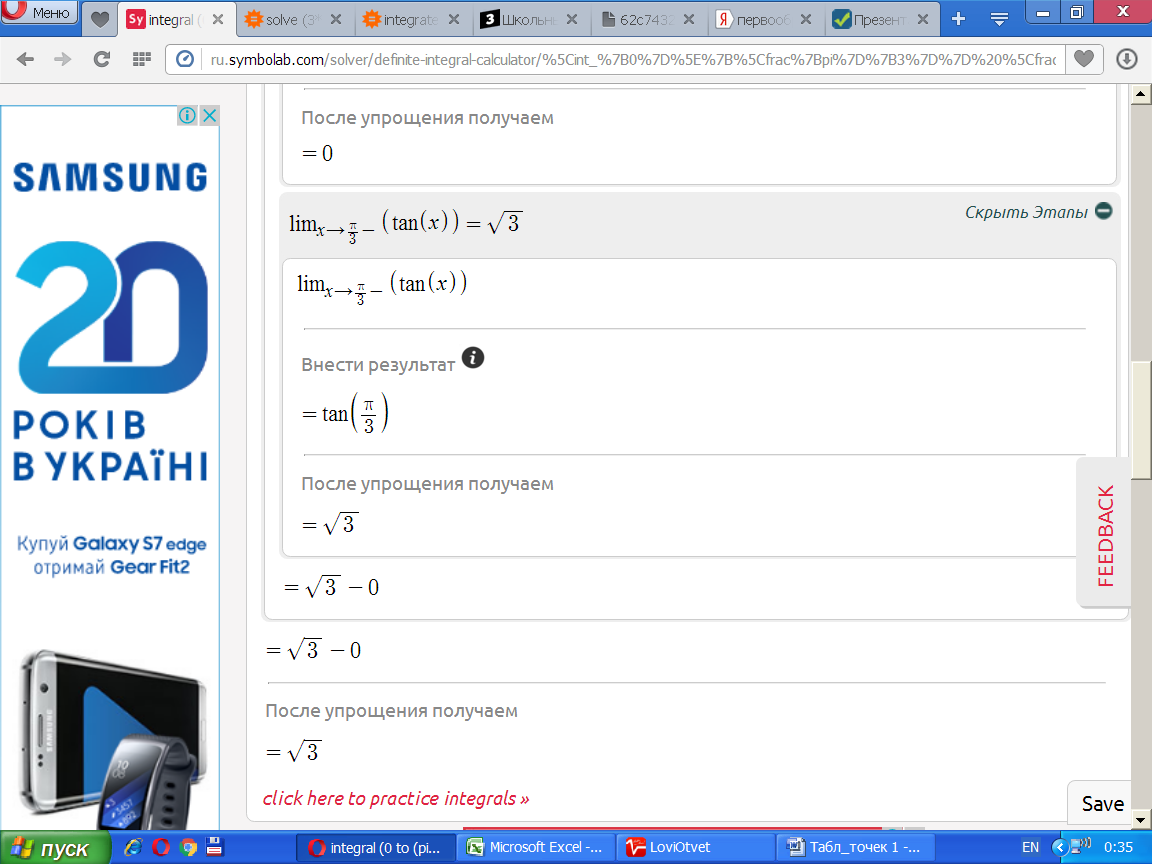 Меню
Sy integral (
solve (3
integrate
З Школьн
62c7432
Я первооб
Презент
ru.symbolab.com/solver/definite-integral-calculator/%5Cint_%7B0%7D%5E%7B%5Cfrac%7Bpi%7D%7B3%7D%7D%20%5Cfrac
SAMSUNG
20
РОКІВ
В УКРАЇНІ
Купуй Galaxy S7 edge
отримай Gear Fit2
После упрощения получаем
= 0
lim x→π/3− (tan(x)) = √3
Скрыть Этапы
lim x→π/3− (tan(x))
Внести результат i
= tan(π/3)
После упрощения получаем
= √3
= √3 − 0
= √3 − 0
После упрощения получаем
= √3
click here to practice integrals »
FEEDBACK
Save
пуск
integral (0 to (pi...
Microsoft Excel -...
LoviOtvet
Табл_точек 1 -...
EN
0:35